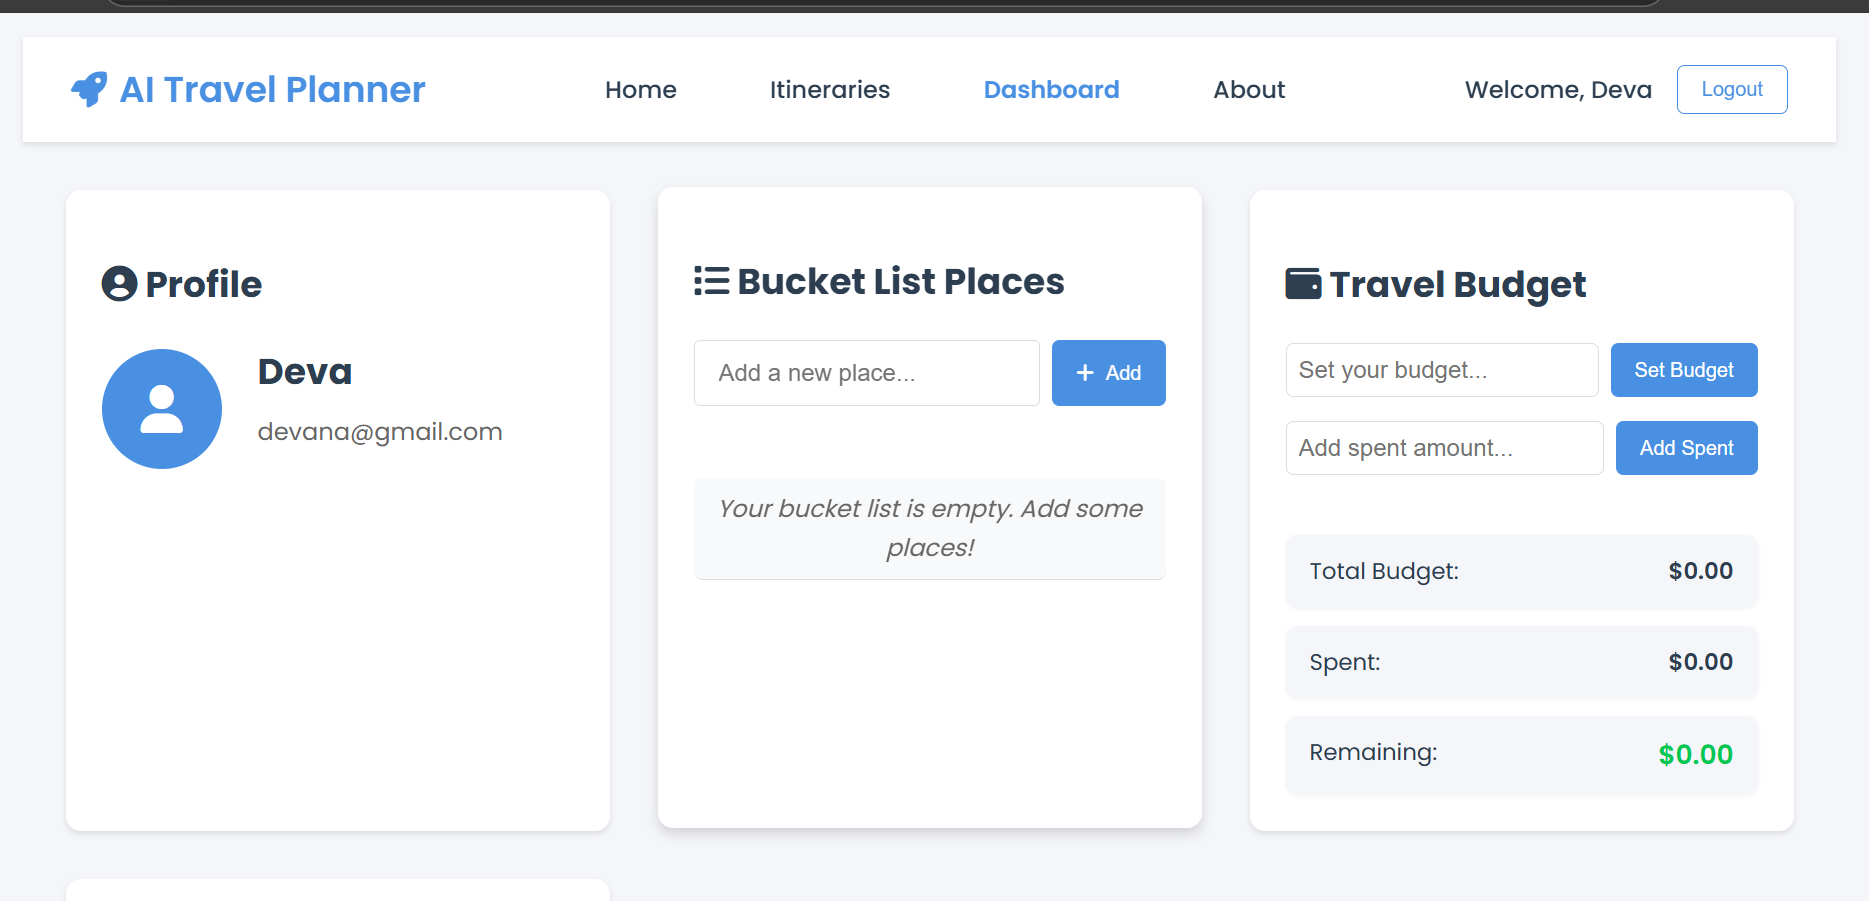 AI Travel Planner
Home
Itineraries
Dashboard
About
Welcome, Deva
Logout
Profile
Deva
devana@gmail.com
Bucket List Places
Add a new place...
+ Add
Your bucket list is empty. Add some
places!
Travel Budget
Set your budget...
Set Budget
Add spent amount...
Add Spent
Total Budget: $0.00
Spent: $0.00
Remaining: $0.00